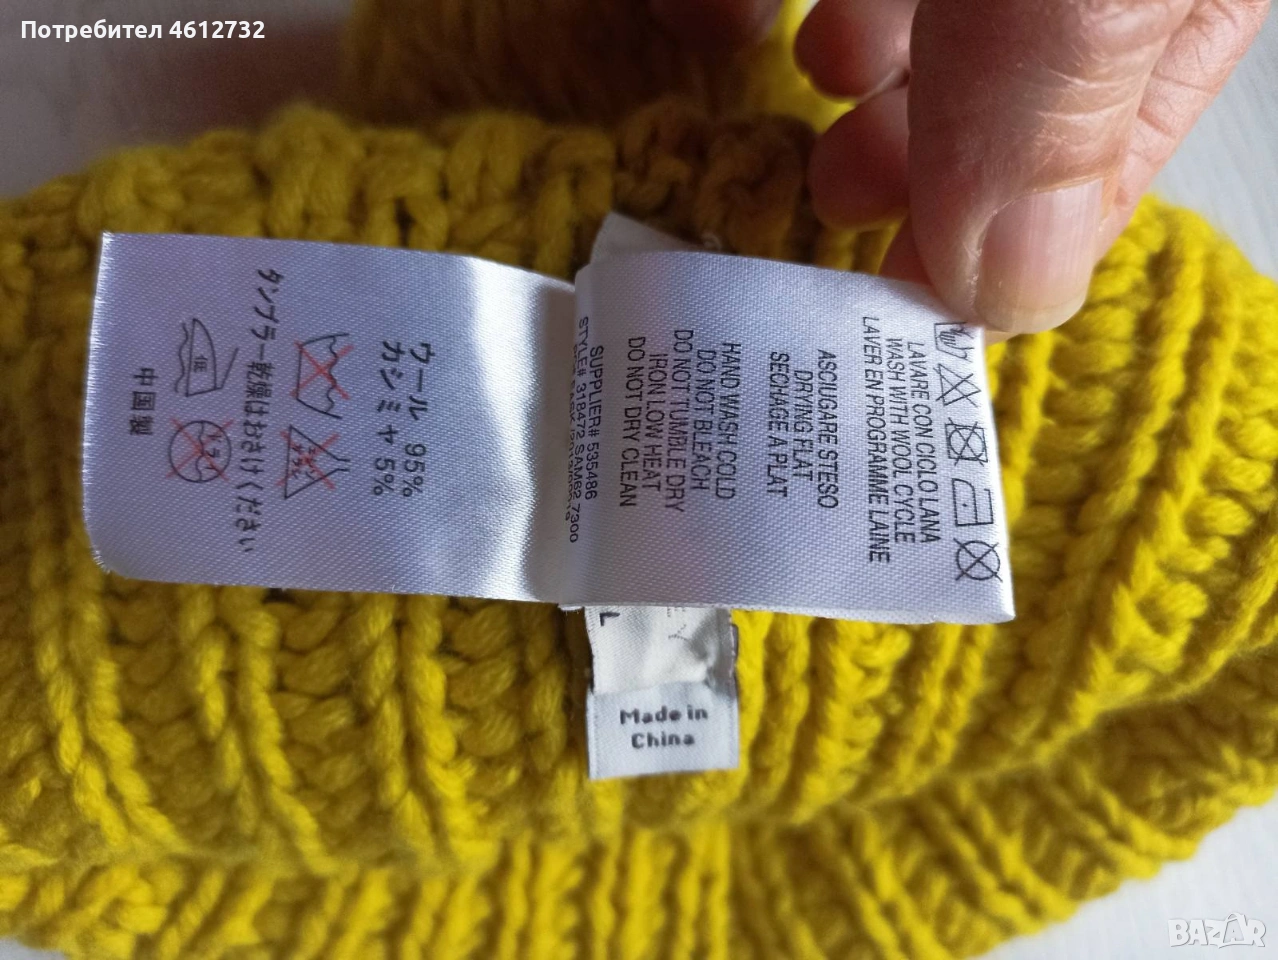 Потребител 4612732
ウール 95%
カシミヤ 5%
低
タンブラー乾燥はおさけください
中国製
SUPPLIER# 535486
STYLE# 318472 SAM62 7300
LAVARE CON CICLO LANA
WASH WITH WOOL CYCLE
LAVER EN PROGRAMME LAINE
ASCIUGARE STESO
DRYING FLAT
SECHAGE A PLAT
HAND WASH COLD
DO NOT BLEACH
DO NOT TUMBLE DRY
IRON LOW HEAT
DO NOT DRY CLEAN
L
Made in
China
BAZAR